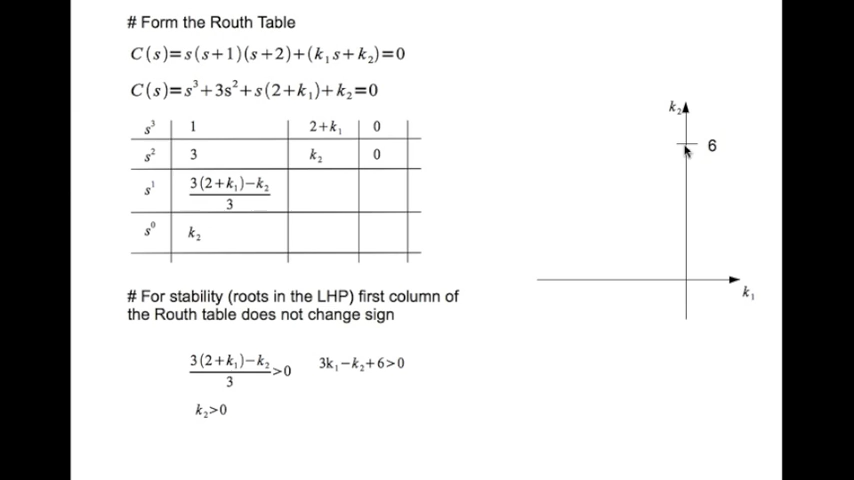 # Form the Routh Table
C(s)=s(s+1)(s+2)+(k₁s+k₂)=0
C(s)=s³+3s²+s(2+k₁)+k₂=0
s³ 1 2+k₁ 0
s² 3 k₂ 0
s¹ 3(2+k₁)−k₂
3
s⁰ k₂
# For stability (roots in the LHP) first column of
the Routh table does not change sign
3(2+k₁)−k₂
3
>0 3k₁−k₂+6>0
k₂>0
k₂
6
k₁